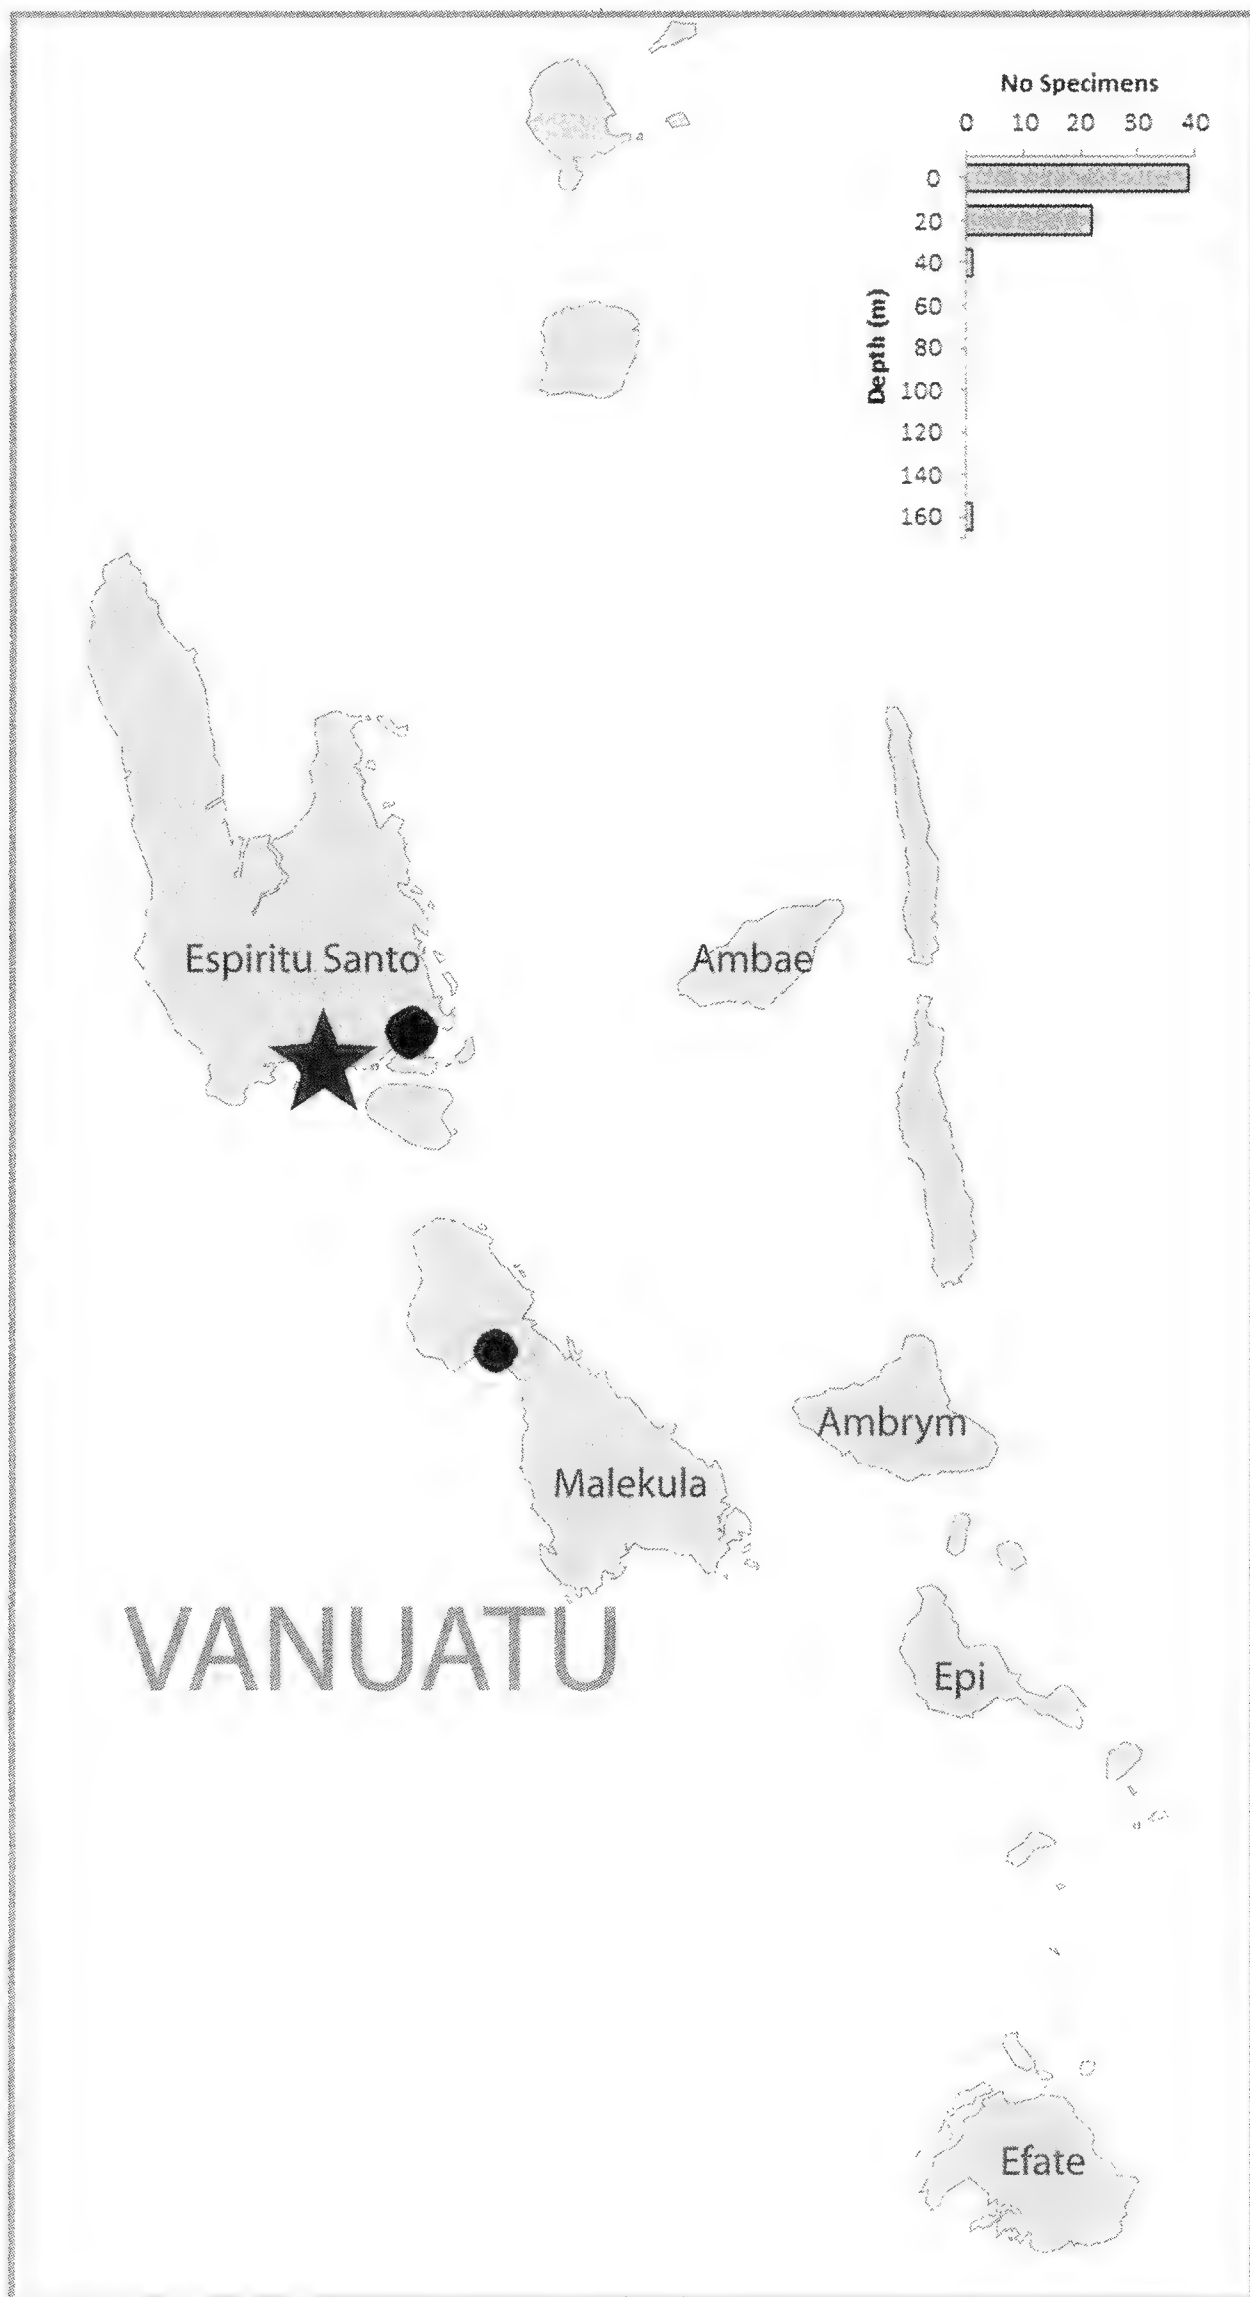 No Specimens
0 10 20 30 40
0
20
40
60
80
100
120
140
160
Depth (m)
Espiritu Santo
Ambae
Ambrym
Malekula
VANUATU
Epi
Efate